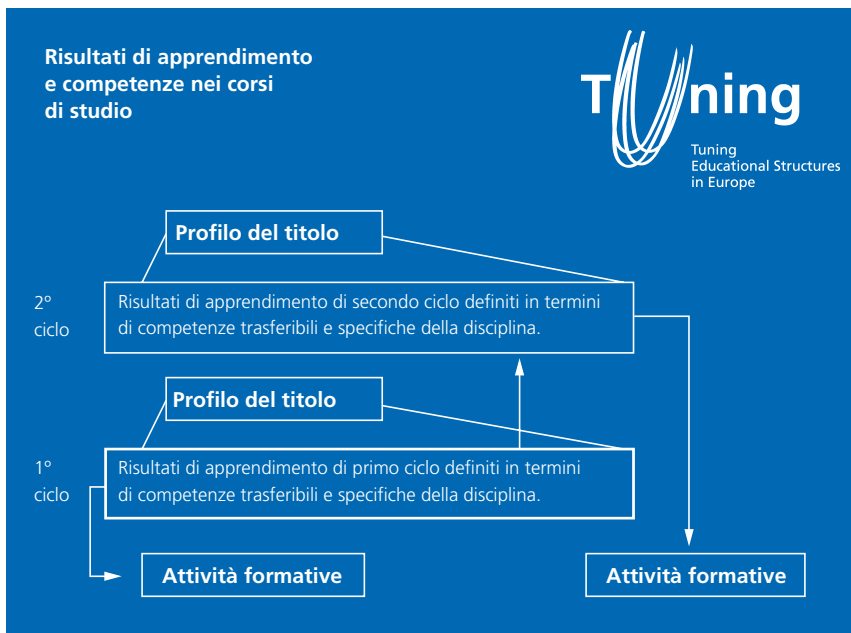 Risultati di apprendimento
e competenze nei corsi
di studio
Tuning
Tuning
Educational Structures
in Europe
Profilo del titolo
2º
ciclo
Risultati di apprendimento di secondo ciclo definiti in termini
di competenze trasferibili e specifiche della disciplina.
Profilo del titolo
1º
ciclo
Risultati di apprendimento di primo ciclo definiti in termini
di competenze trasferibili e specifiche della disciplina.
Attività formative
Attività formative